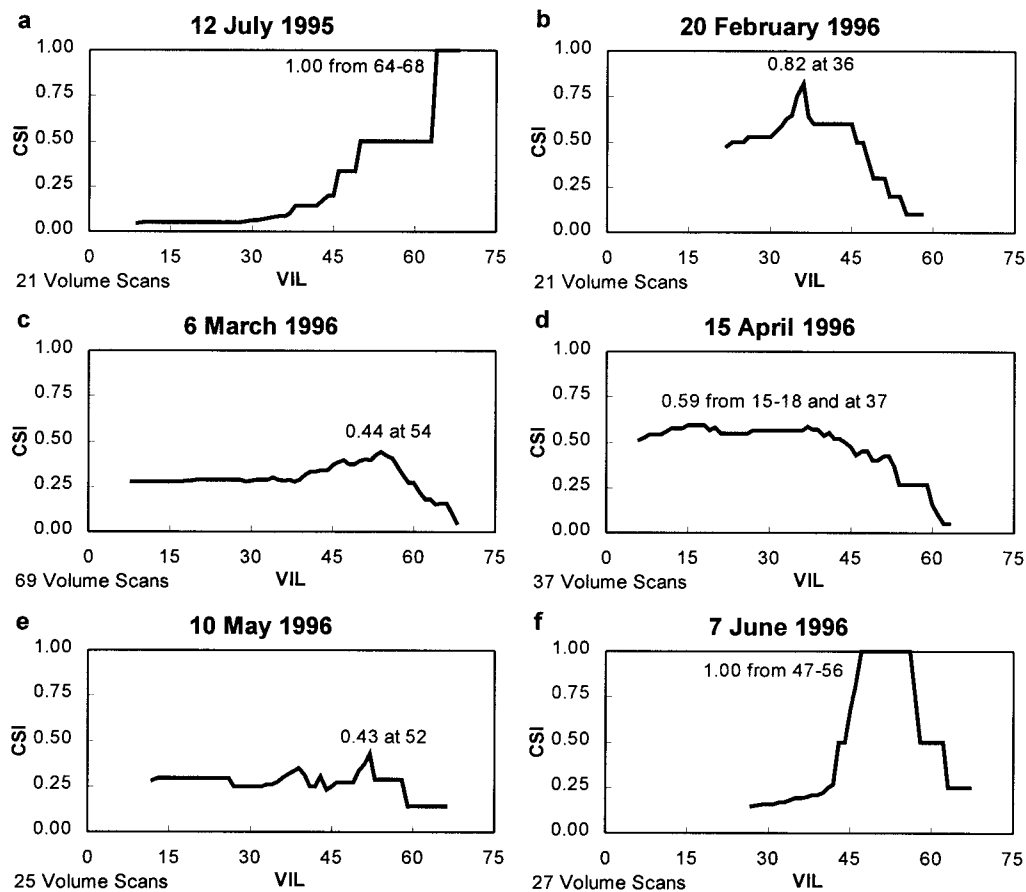 a
12 July 1995
1.00
0.75
0.50
0.25
0.00
CSI
1.00 from 64-68
0 15 30 45 60 75
VIL
21 Volume Scans
b
20 February 1996
1.00
0.75
0.50
0.25
0.00
CSI
0.82 at 36
0 15 30 45 60 75
VIL
21 Volume Scans
c
6 March 1996
1.00
0.75
0.50
0.25
0.00
CSI
0.44 at 54
0 15 30 45 60 75
VIL
69 Volume Scans
d
15 April 1996
1.00
0.75
0.50
0.25
0.00
CSI
0.59 from 15-18 and at 37
0 15 30 45 60 75
VIL
37 Volume Scans
e
10 May 1996
1.00
0.75
0.50
0.25
0.00
CSI
0.43 at 52
0 15 30 45 60 75
VIL
25 Volume Scans
f
7 June 1996
1.00
0.75
0.50
0.25
0.00
CSI
1.00 from 47-56
0 15 30 45 60 75
VIL
27 Volume Scans